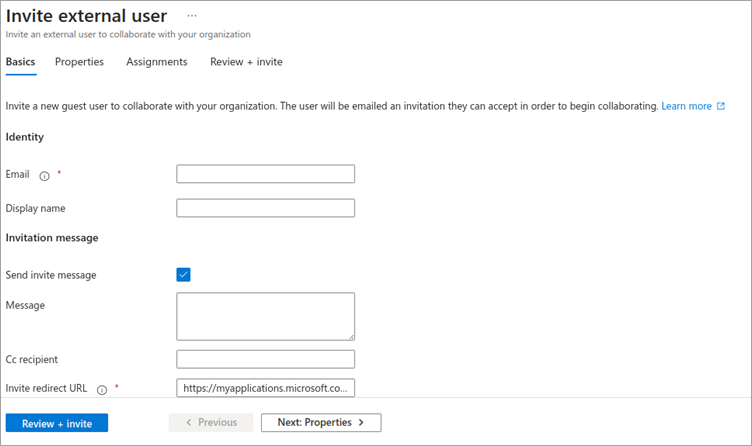 Invite external user ...
Invite an external user to collaborate with your organization
Basics Properties Assignments Review + invite
Invite a new guest user to collaborate with your organization. The user will be emailed an invitation they can accept in order to begin collaborating. Learn more
Identity
Email *
Display name
Invitation message
Send invite message
Message
Cc recipient
Invite redirect URL * https://myapplications.microsoft.co...
Review + invite < Previous Next: Properties >